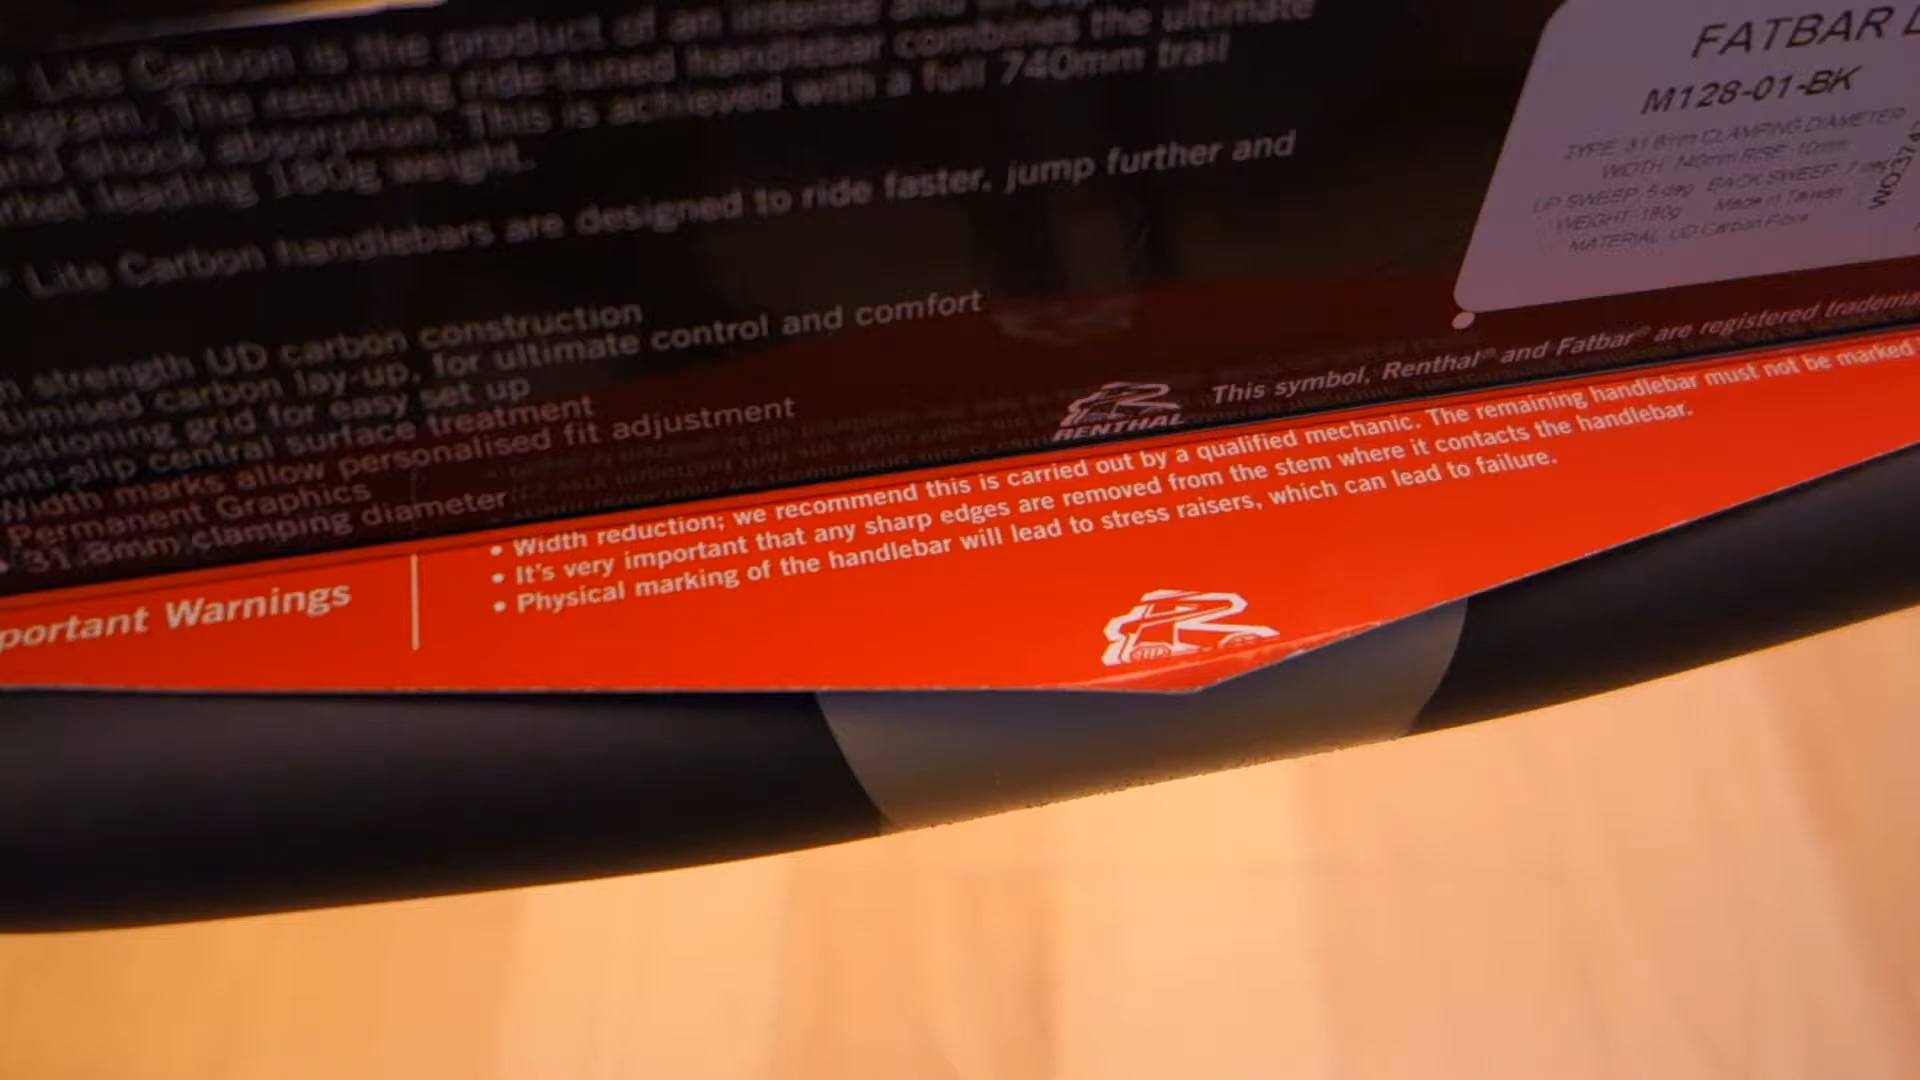 Lite Carbon is the product of an intense and
ogram. The resulting ride-tuned handlebar combines the ultimate
and shock absorption. This is achieved with a full 740mm trail
rket leading 180g weight.
Lite Carbon handlebars are designed to ride faster, jump further and
h strength UD carbon construction
timised carbon lay-up, for ultimate control and comfort
ositioning grid for easy set up
nti-slip central surface treatment
Width marks allow personalised fit adjustment
Permanent Graphics
• 31.8mm clamping diameter
FATBAR L
M128-01-BK
TYPE: 31.8mm CLAMPING DIAMETER
WIDTH: 740mm RISE: 10mm
UP SWEEP: 5 deg BACK SWEEP: 7 deg
WEIGHT: 180g Made in Taiwan
MATERIAL: UD Carbon Fibre
RENTHAL
This symbol, Renthal® and Fatbar® are registered tradema
portant Warnings
• Width reduction; we recommend this is carried out by a qualified mechanic. The remaining handlebar must not be marked
• It's very important that any sharp edges are removed from the stem where it contacts the handlebar.
• Physical marking of the handlebar will lead to stress raisers, which can lead to failure.